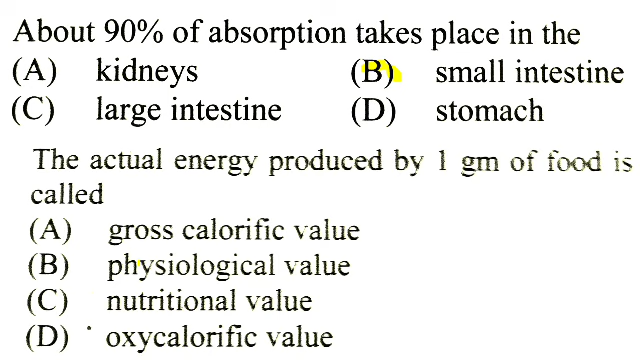 About 90% of absorption takes place in the
(A) kidneys (B) small intestine
(C) large intestine (D) stomach
The actual energy produced by 1 gm of food is
called
(A) gross calorific value
(B) physiological value
(C) nutritional value
(D) oxycalorific value